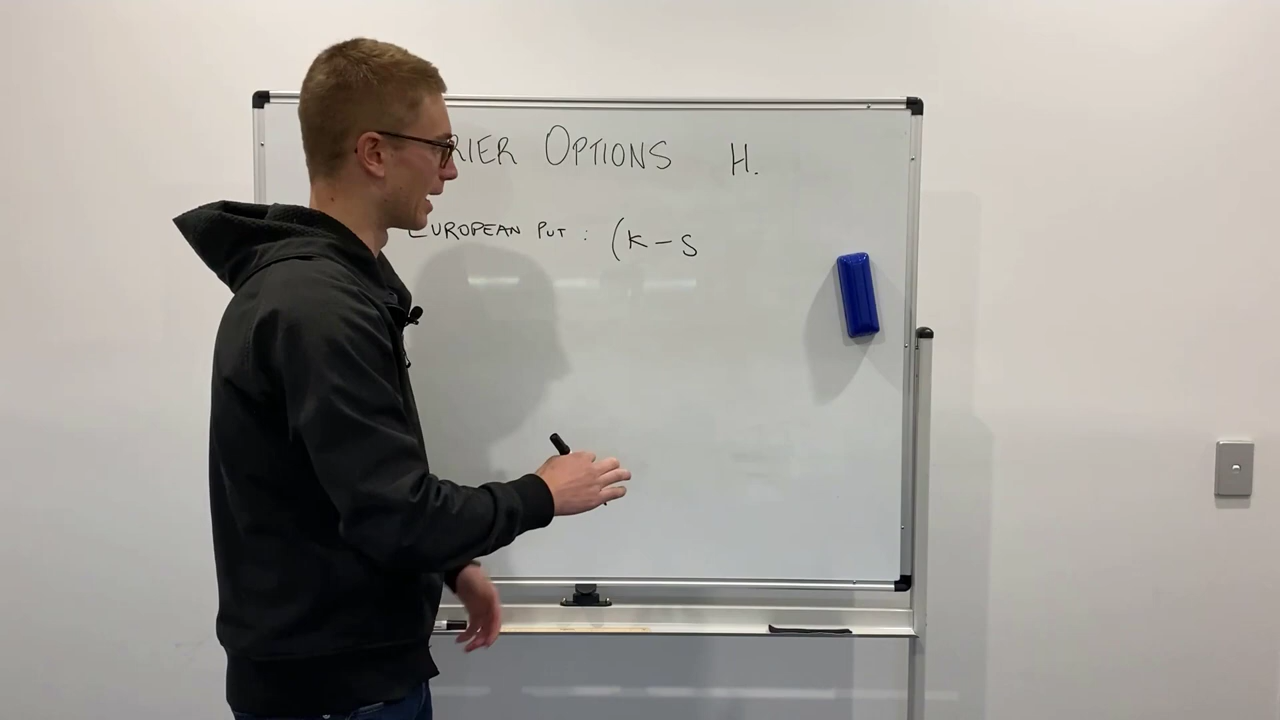 RIER OPTIONS H.
EUROPEAN PUT : (K – S